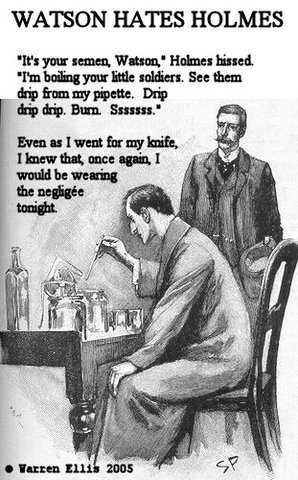 WATSON HATES HOLMES
"It's your semen, Watson," Holmes hissed.
"I'm boiling your little soldiers. See them
drip from my pipette.  Drip
drip drip. Burn.  Sssssss."
Even as I went for my knife,
I knew that, once again, I
would be wearing
the negligée
tonight.
© Warren Ellis 2005
SP